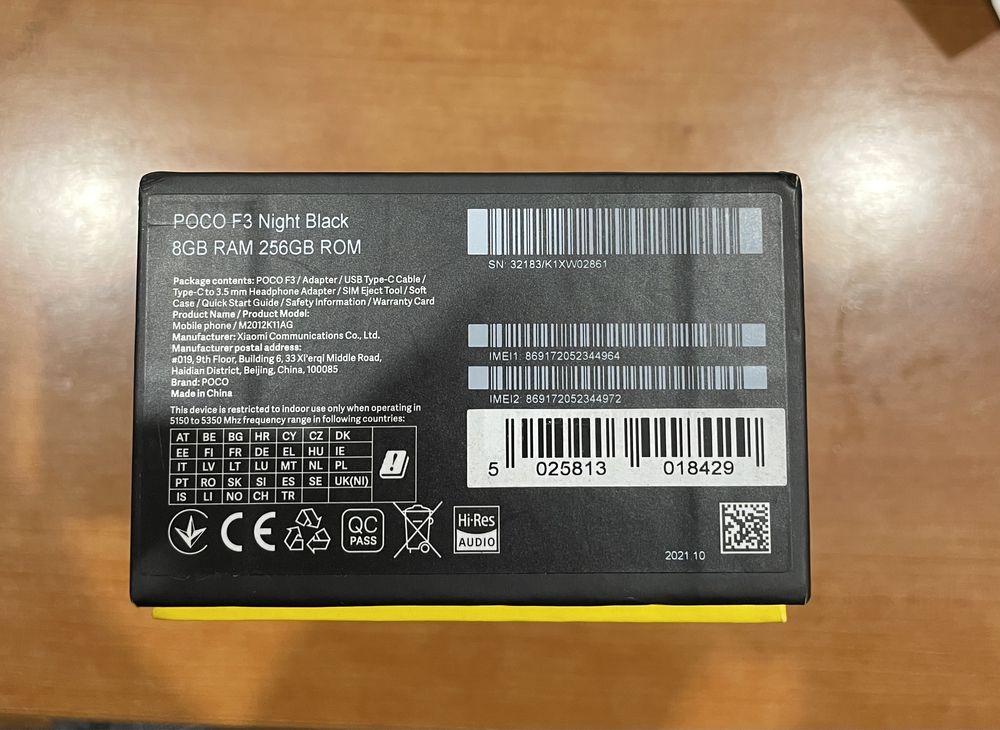 POCO F3 Night Black
8GB RAM 256GB ROM
Package contents: POCO F3 / Adapter / USB Type-C Cable /
Type-C to 3.5 mm Headphone Adapter / SIM Eject Tool / Soft
Case / Quick Start Guide / Safety Information / Warranty Card
Product Name / Product Model:
Mobile phone / M2012K11AG
Manufacturer: Xiaomi Communications Co., Ltd.
Manufacturer postal address:
#019, 9th Floor, Building 6, 33 Xi'erqi Middle Road,
Haidian District, Beijing, China, 100085
Brand: POCO
Made in China
This device is restricted to indoor use only when operating in
5150 to 5350 Mhz frequency range in following countries:
AT BE BG HR CY CZ DK
EE FI FR DE EL HU IE
IT LV LT LU MT NL PL
PT RO SK SI ES SE UK(NI)
IS LI NO CH TR
CE
QC
PASS
Hi-Res
AUDIO
SN: 32183/K1XW02861
IMEI1: 869172052344964
IMEI2: 869172052344972
5 025813 018429
2021.10